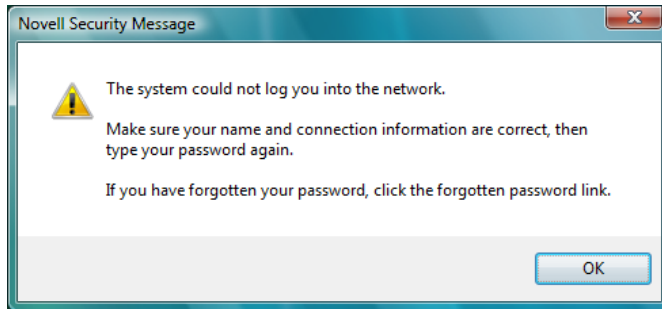 Novell Security Message
The system could not log you into the network.
Make sure your name and connection information are correct, then
type your password again.
If you have forgotten your password, click the forgotten password link.
OK